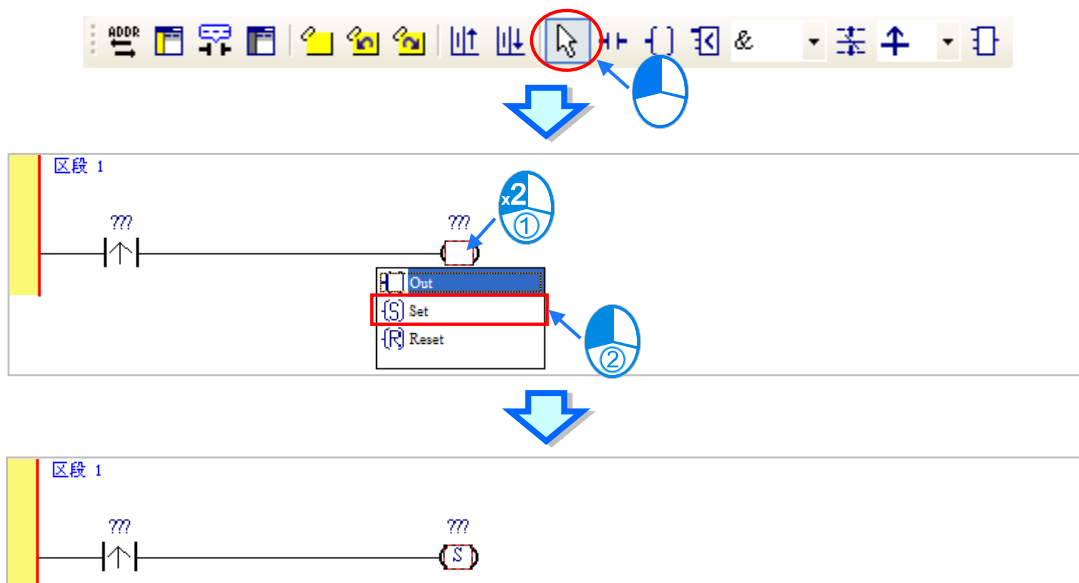 ADDR &
区段 1
??? ???
x2
①
Out
(S) Set
(R) Reset
②
区段 1
??? ???
S